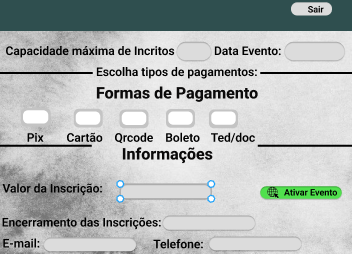 Sair
Capacidade máxima de Incritos Data Evento:
Escolha tipos de pagamentos:
Formas de Pagamento
Pix Cartão Qrcode Boleto Ted/doc
Informações
Valor da Inscrição: Ativar Evento
Encerramento das Inscrições:
E-mail: Telefone: